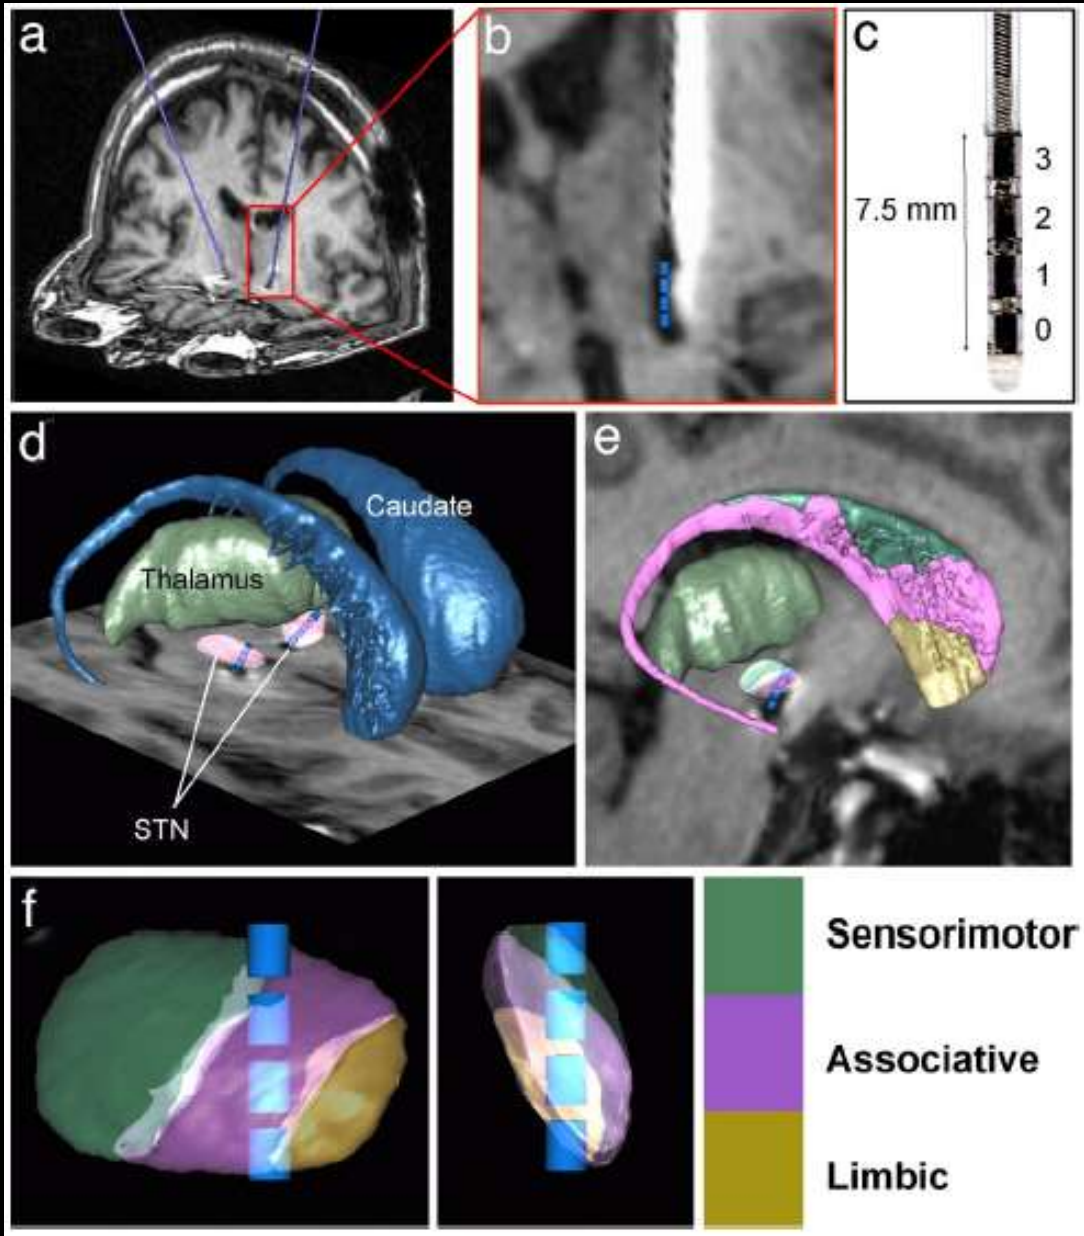 a
b
c
3
7.5 mm
2
1
0
d
Caudate
Thalamus
STN
e
f
Sensorimotor
Associative
Limbic